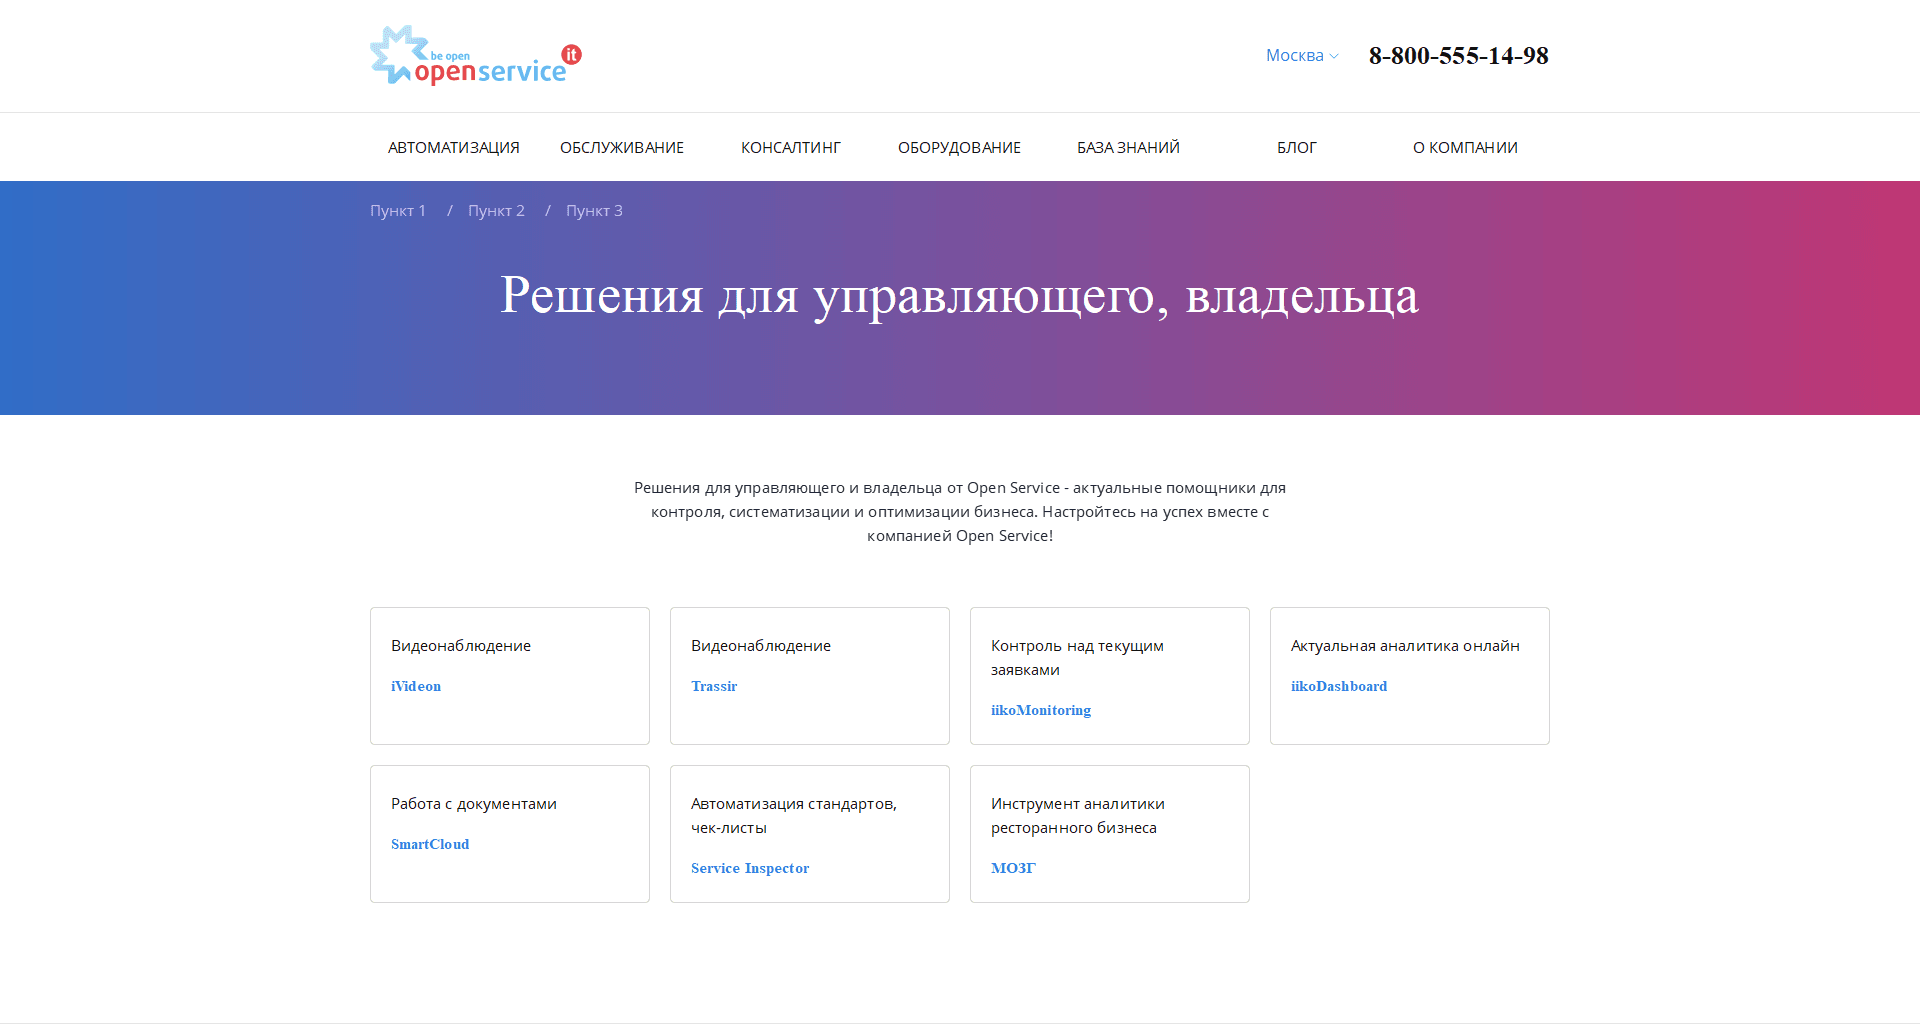 be open
openservice it
Москва
8-800-555-14-98
АВТОМАТИЗАЦИЯ
ОБСЛУЖИВАНИЕ
КОНСАЛТИНГ
ОБОРУДОВАНИЕ
БАЗА ЗНАНИЙ
БЛОГ
О КОМПАНИИ
Пункт 1 / Пункт 2 / Пункт 3
Решения для управляющего, владельца
Решения для управляющего и владельца от Open Service - актуальные помощники для
контроля, систематизации и оптимизации бизнеса. Настройтесь на успех вместе с
компанией Open Service!
Видеонаблюдение
iVideon
Видеонаблюдение
Trassir
Контроль над текущим
заявками
iikoMonitoring
Актуальная аналитика онлайн
iikoDashboard
Работа с документами
SmartCloud
Автоматизация стандартов,
чек-листы
Service Inspector
Инструмент аналитики
ресторанного бизнеса
МОЗГ